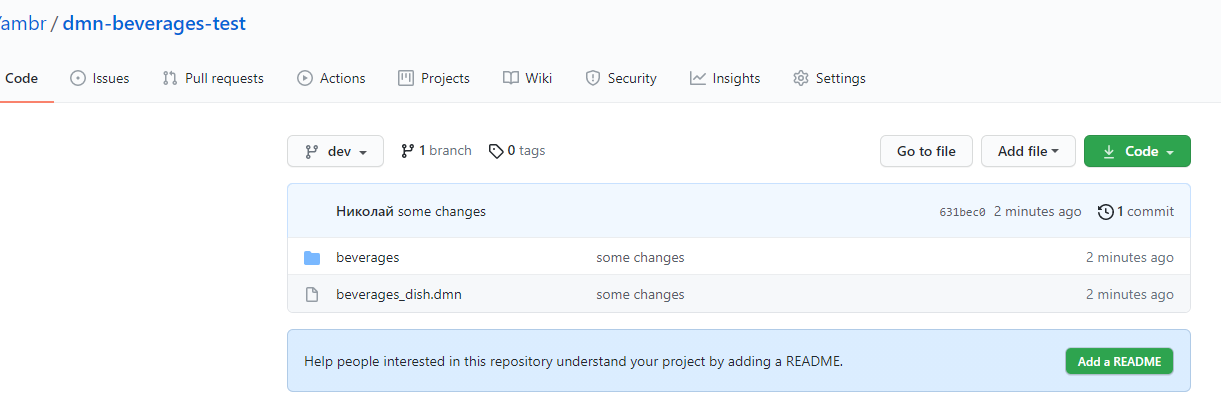 ambr / dmn-beverages-test
Code Issues Pull requests Actions Projects Wiki Security Insights Settings
dev 1 branch 0 tags Go to file Add file Code
Николай some changes 631bec0 2 minutes ago 1 commit
beverages some changes 2 minutes ago
beverages_dish.dmn some changes 2 minutes ago
Help people interested in this repository understand your project by adding a README. Add a README